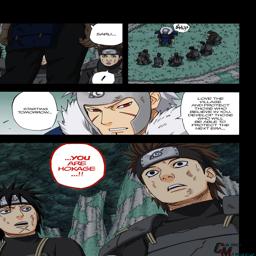 SARU...
STARTING
TOMORROW...
LOVE THE
VILLAGE
AND PROTECT
THOSE WHO
BELIEVE IN YOU.
DEVELOP THOSE
WHO WILL
BE ABLE TO
PROTECT THE
NEXT ERA...
...YOU
ARE
HOKAGE
...!!